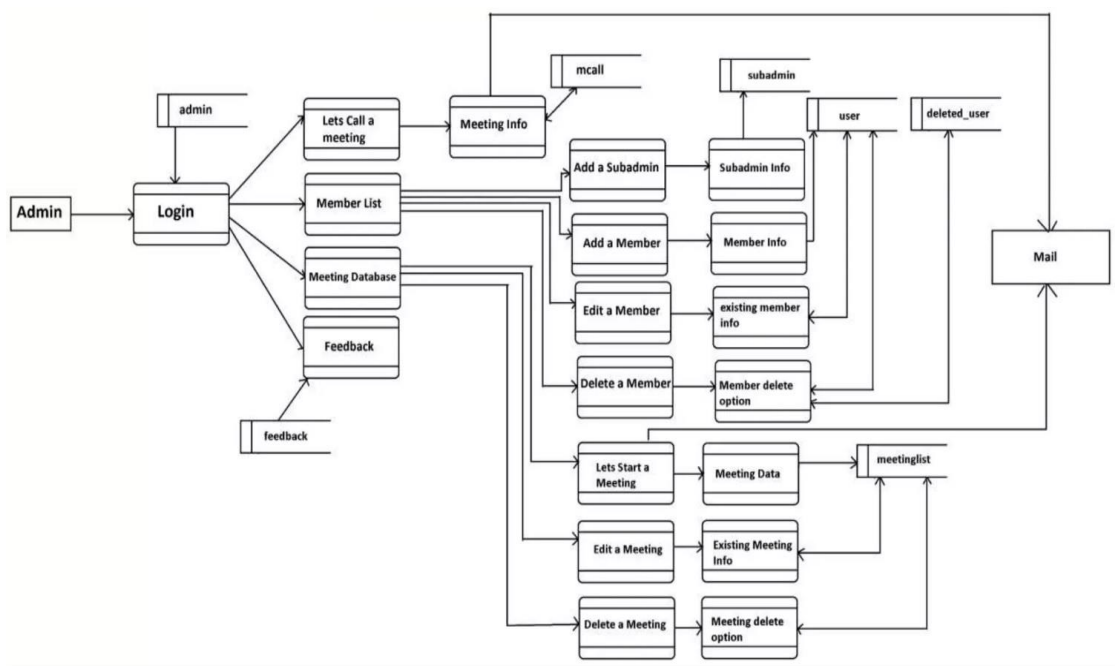 mcall
subadmin
admin
user
deleted_user
Lets Call a
meeting
Meeting Info
Add a Subadmin
Subadmin Info
Admin
Login
Member List
Add a Member
Member Info
Mail
Meeting Database
Edit a Member
existing member
info
Feedback
Delete a Member
Member delete
option
feedback
Lets Start a
Meeting
Meeting Data
meetinglist
Edit a Meeting
Existing Meeting
Info
Delete a Meeting
Meeting delete
option